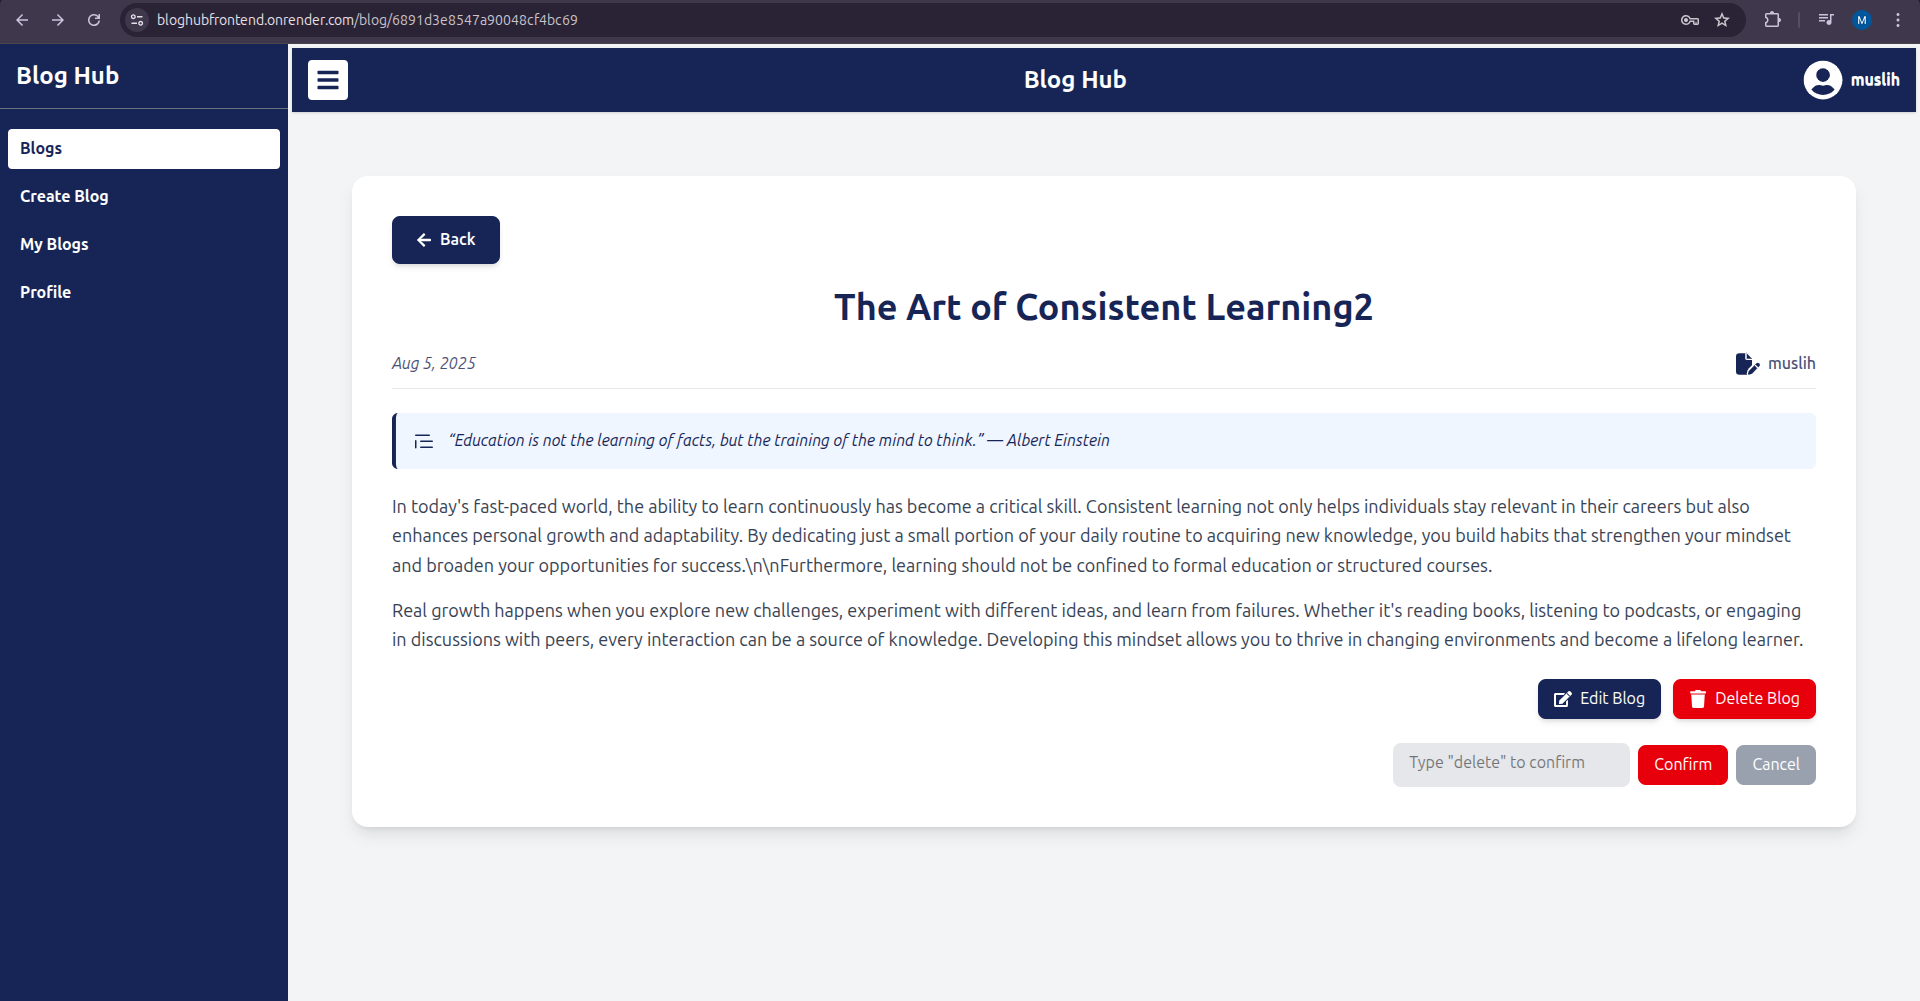 bloghubfrontend.onrender.com/blog/6891d3e8547a90048cf4bc69
M
Blog Hub
Blogs
Create Blog
My Blogs
Profile
Blog Hub
muslih
Back
The Art of Consistent Learning2
Aug 5, 2025
muslih
“Education is not the learning of facts, but the training of the mind to think.” — Albert Einstein
In today's fast-paced world, the ability to learn continuously has become a critical skill. Consistent learning not only helps individuals stay relevant in their careers but also
enhances personal growth and adaptability. By dedicating just a small portion of your daily routine to acquiring new knowledge, you build habits that strengthen your mindset
and broaden your opportunities for success.\n\nFurthermore, learning should not be confined to formal education or structured courses.
Real growth happens when you explore new challenges, experiment with different ideas, and learn from failures. Whether it's reading books, listening to podcasts, or engaging
in discussions with peers, every interaction can be a source of knowledge. Developing this mindset allows you to thrive in changing environments and become a lifelong learner.
Edit Blog
Delete Blog
Type "delete" to confirm
Confirm
Cancel